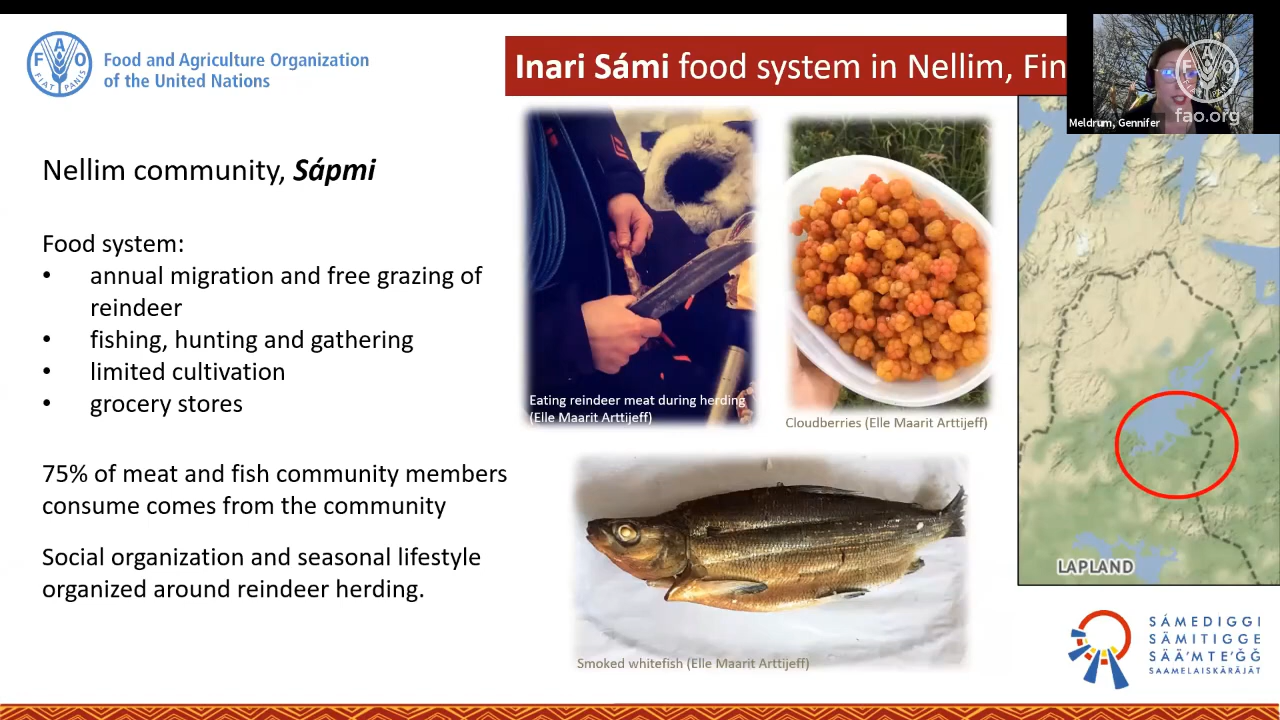 Food and Agriculture Organization
of the United Nations
FAO
FIAT PANIS
Inari Sámi food system in Nellim, Fin
Meldrum, Gennifer
fao.org
Nellim community, Sápmi
Food system:
• annual migration and free grazing of
reindeer
• fishing, hunting and gathering
• limited cultivation
• grocery stores
75% of meat and fish community members
consume comes from the community
Social organization and seasonal lifestyle
organized around reindeer herding.
Eating reindeer meat during herding
(Elle Maarit Arttijeff)
Cloudberries (Elle Maarit Arttijeff)
Smoked whitefish (Elle Maarit Arttijeff)
LAPLAND
SÁMEDIGGI
SÄMITIGGE
SÄÄ'MTE'ǦǦ
SAAMELAISKÄRÄJÄT